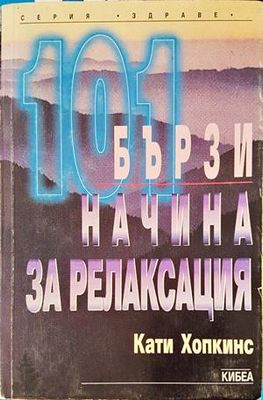 СЕРИЯ • ЗДРАВЕ •
101
БЪРЗИ
НАЧИНА
ЗА РЕЛАКСАЦИЯ
Кати Хопкинс
КИБЕА